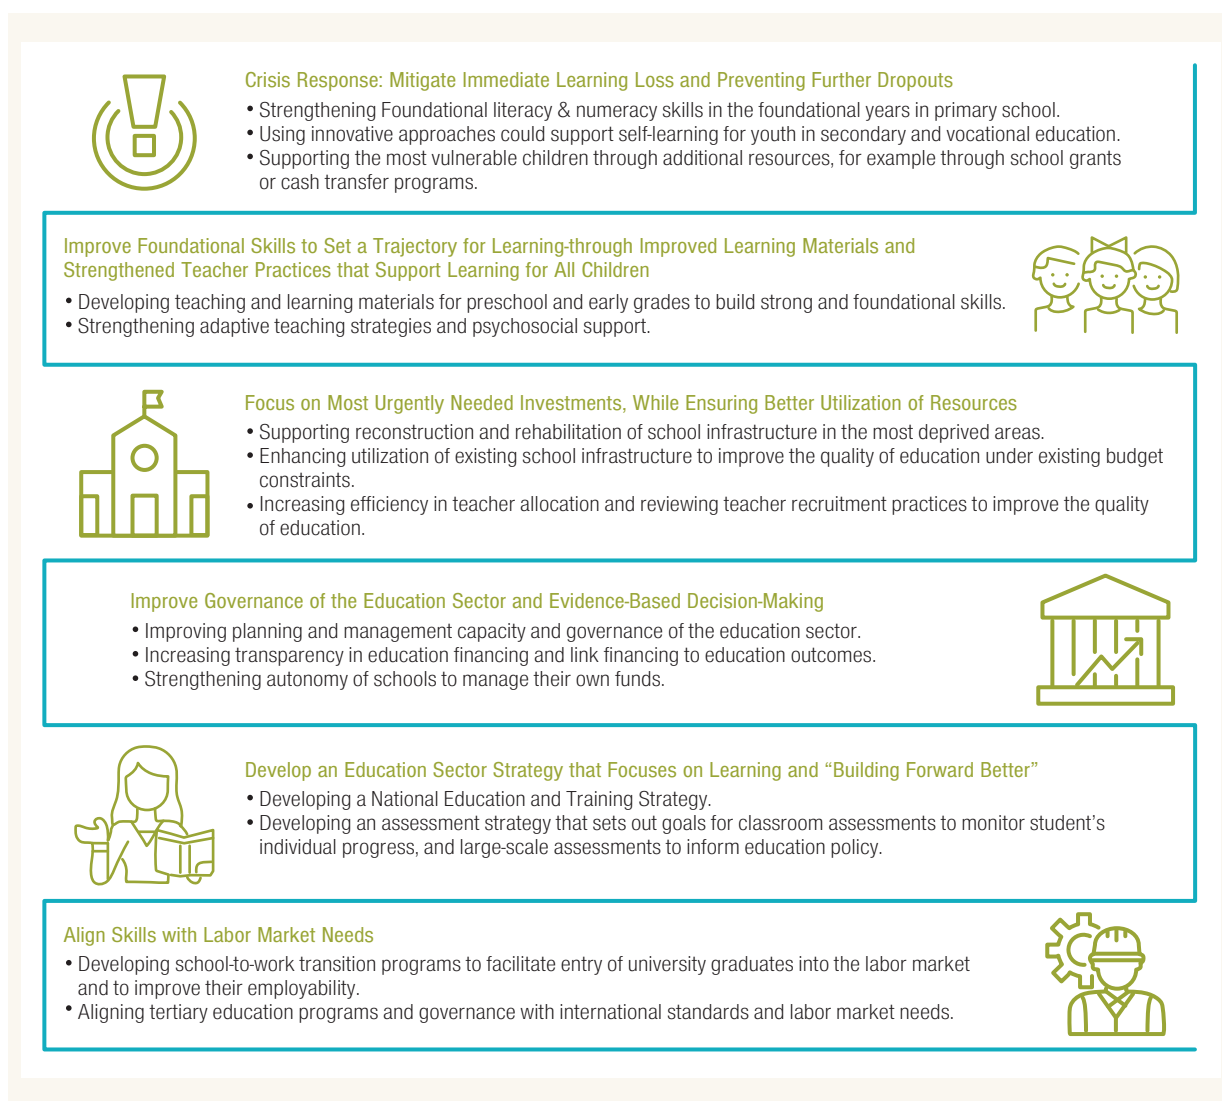 Crisis Response: Mitigate Immediate Learning Loss and Preventing Further Dropouts
• Strengthening Foundational literacy & numeracy skills in the foundational years in primary school.
• Using innovative approaches could support self-learning for youth in secondary and vocational education.
• Supporting the most vulnerable children through additional resources, for example through school grants
or cash transfer programs.
Improve Foundational Skills to Set a Trajectory for Learning-through Improved Learning Materials and
Strengthened Teacher Practices that Support Learning for All Children
• Developing teaching and learning materials for preschool and early grades to build strong and foundational skills.
• Strengthening adaptive teaching strategies and psychosocial support.
Focus on Most Urgently Needed Investments, While Ensuring Better Utilization of Resources
• Supporting reconstruction and rehabilitation of school infrastructure in the most deprived areas.
• Enhancing utilization of existing school infrastructure to improve the quality of education under existing budget
constraints.
• Increasing efficiency in teacher allocation and reviewing teacher recruitment practices to improve the quality
of education.
Improve Governance of the Education Sector and Evidence-Based Decision-Making
• Improving planning and management capacity and governance of the education sector.
• Increasing transparency in education financing and link financing to education outcomes.
• Strengthening autonomy of schools to manage their own funds.
Develop an Education Sector Strategy that Focuses on Learning and “Building Forward Better”
• Developing a National Education and Training Strategy.
• Developing an assessment strategy that sets out goals for classroom assessments to monitor student’s
individual progress, and large-scale assessments to inform education policy.
Align Skills with Labor Market Needs
• Developing school-to-work transition programs to facilitate entry of university graduates into the labor market
and to improve their employability.
• Aligning tertiary education programs and governance with international standards and labor market needs.